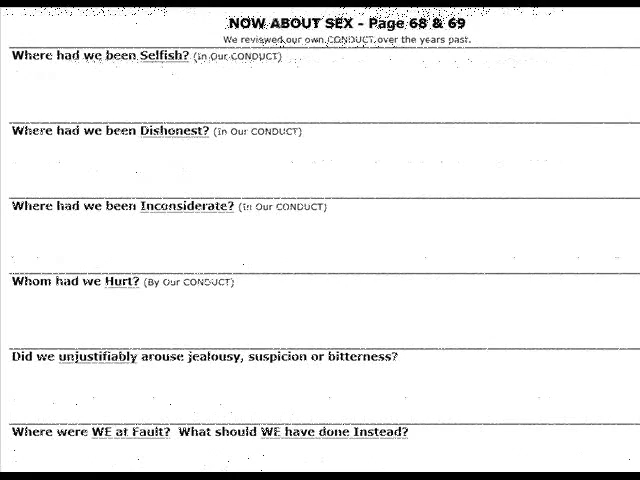 NOW ABOUT SEX - Page 68 & 69
We reviewed our own CONDUCT over the years past.
Where had we been Selfish? (In Our CONDUCT)
Where had we been Dishonest? (In Our CONDUCT)
Where had we been Inconsiderate? (In Our CONDUCT)
Whom had we Hurt? (By Our CONDUCT)
Did we unjustifiably arouse jealousy, suspicion or bitterness?
Where were WE at Fault? What should WE have done Instead?